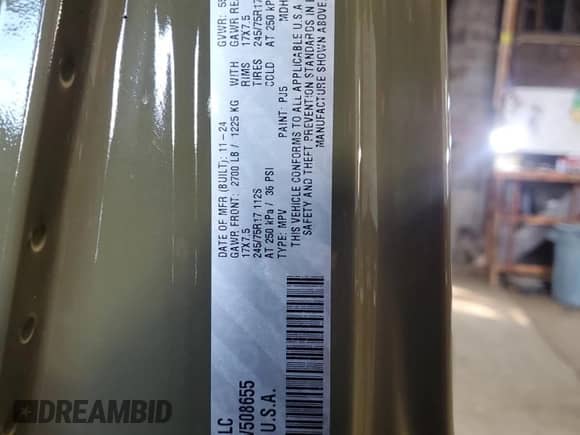 LC
W508655
U.S.A.
DATE OF MFR (BUILT): 11-24
GVWR: 55
GAWR FRONT: 2700 LB / 1225 KG WITH
GAWR RE
17X7.5 RIMS 17X7.5
245/75R17 112S TIRES 245/75R17
AT 250 kPa / 36 PSI COLD AT 250 kP
TYPE: MPV PAINT: PJ5 MDH
THIS VEHICLE CONFORMS TO ALL APPLICABLE U.S.A
SAFETY AND THEFT PREVENTION STANDARDS IN
MANUFACTURE SHOWN ABOVE.
DREAMBID